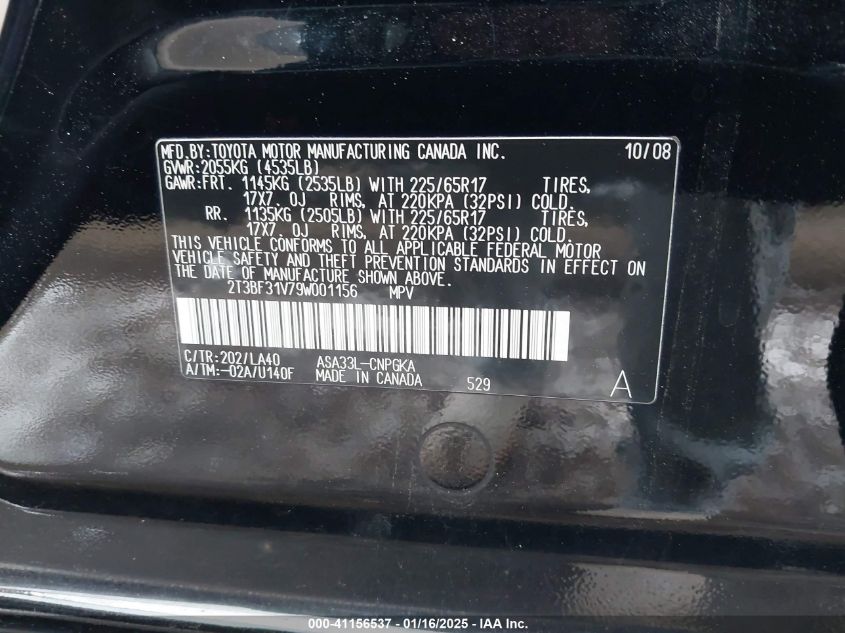 MFD.BY:TOYOTA MOTOR MANUFACTURING CANADA INC. 10/08
GVWR:2055KG (4535LB)
GAWR:FRT. 1145KG (2535LB) WITH 225/65R17 TIRES,
17X7. OJ RIMS, AT 220KPA (32PSI) COLD.
RR. 1135KG (2505LB) WITH 225/65R17 TIRES,
17X7. OJ RIMS, AT 220KPA (32PSI) COLD.
THIS VEHICLE CONFORMS TO ALL APPLICABLE FEDERAL MOTOR
VEHICLE SAFETY AND THEFT PREVENTION STANDARDS IN EFFECT ON
THE DATE OF MANUFACTURE SHOWN ABOVE.
2T3BF31V79W001156 MPV
C/TR:202/LA40 ASA33L-CNPGKA
A/TM:-02A/U140F MADE IN CANADA 529 A
000-41156537 - 01/16/2025 - IAA Inc.